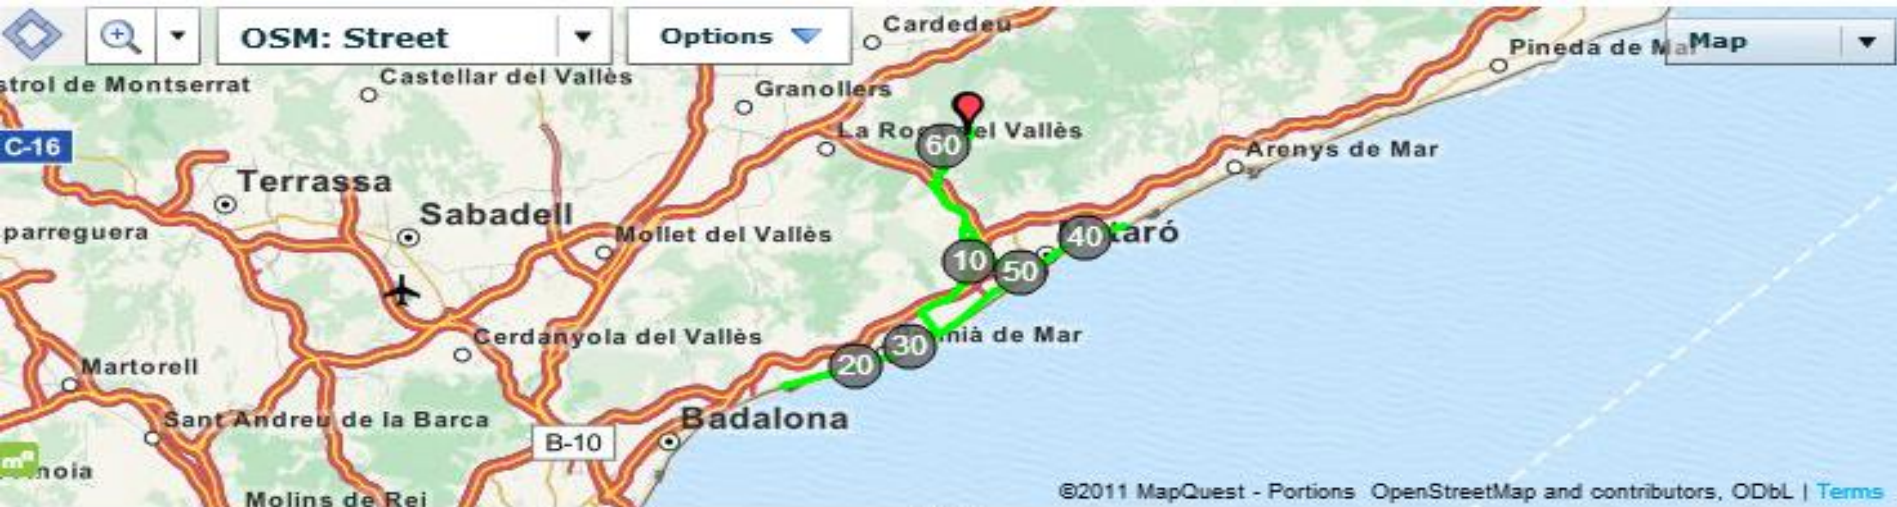 OSM: Street
Options
Cardedeu
Pineda de Ma
Map
strol de Montserrat
Castellar del Vallès
Granollers
C-16
La Ro
el Vallès
60
Arenys de Mar
Terrassa
Sabadell
parreguera
Mollet del Vallès
40
taró
10
50
Cerdanyola del Vallès
30
nià de Mar
20
Martorell
Sant Andreu de la Barca
Badalona
B-10
noia
Molins de Rei
©2011 MapQuest - Portions OpenStreetMap and contributors, ODbL | Terms